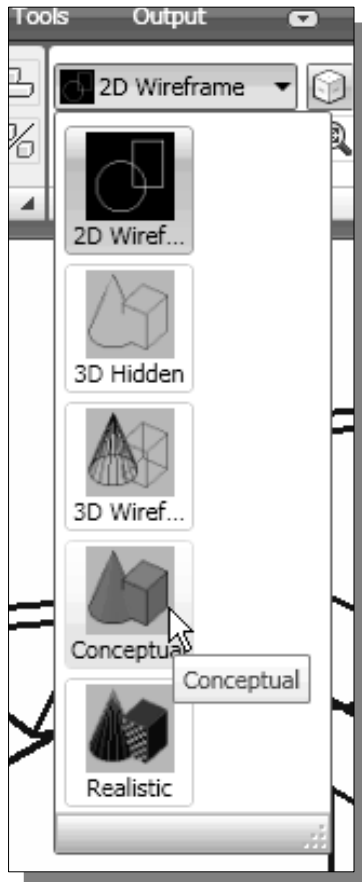 Tools Output
2D Wireframe
2D Wiref...
3D Hidden
3D Wiref...
Conceptual
Conceptual
Realistic